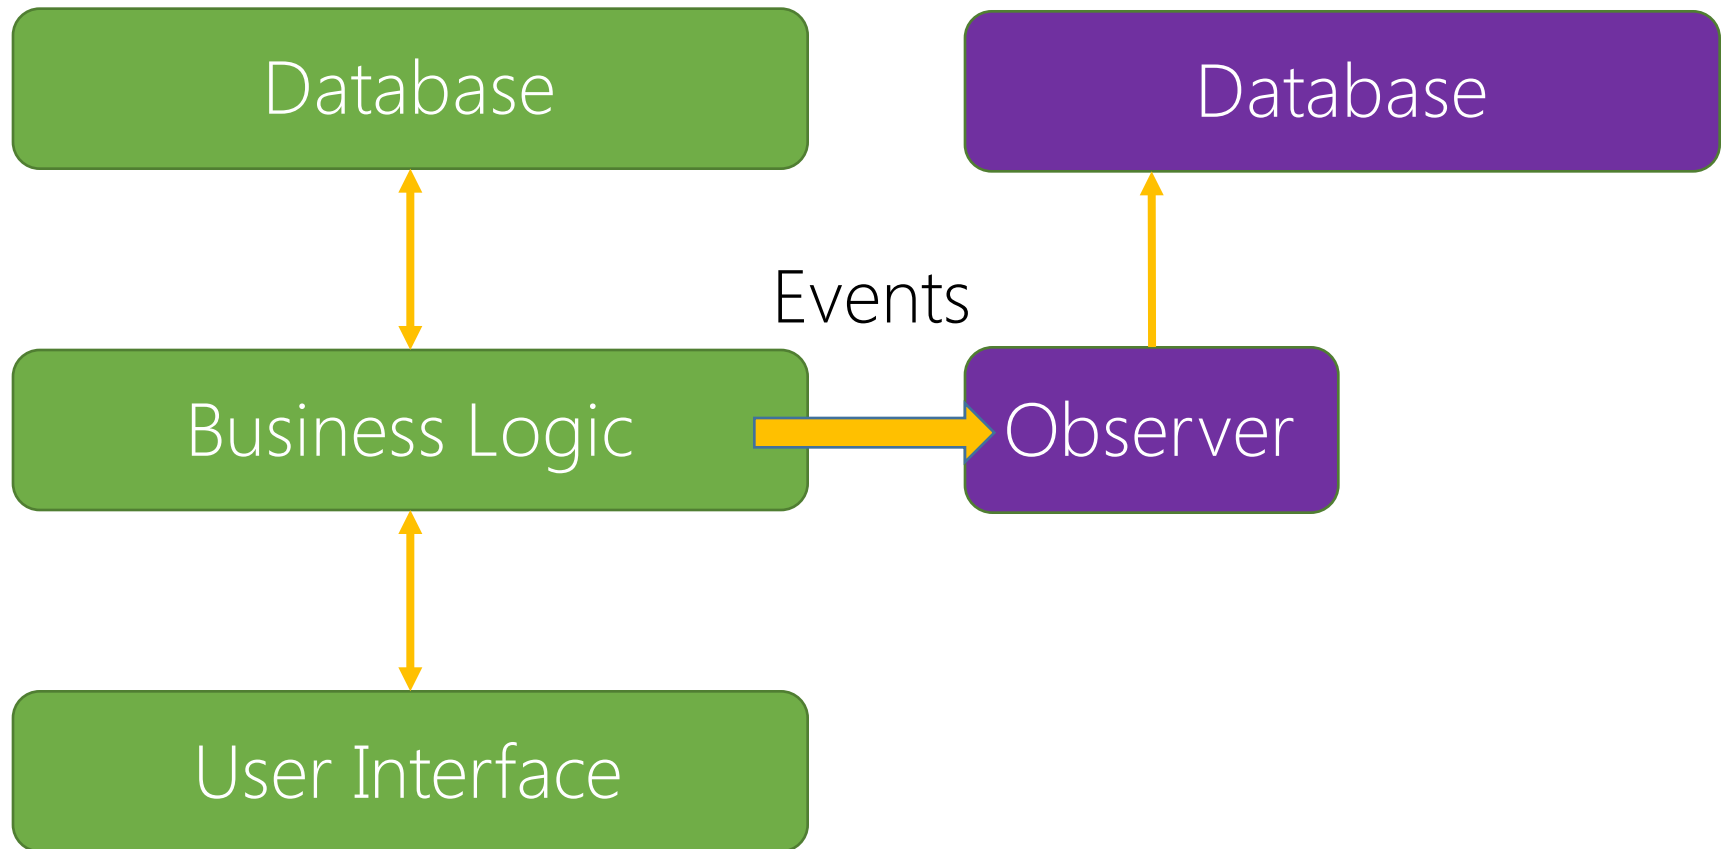 Database
Database
Events
Business Logic
Observer
User Interface